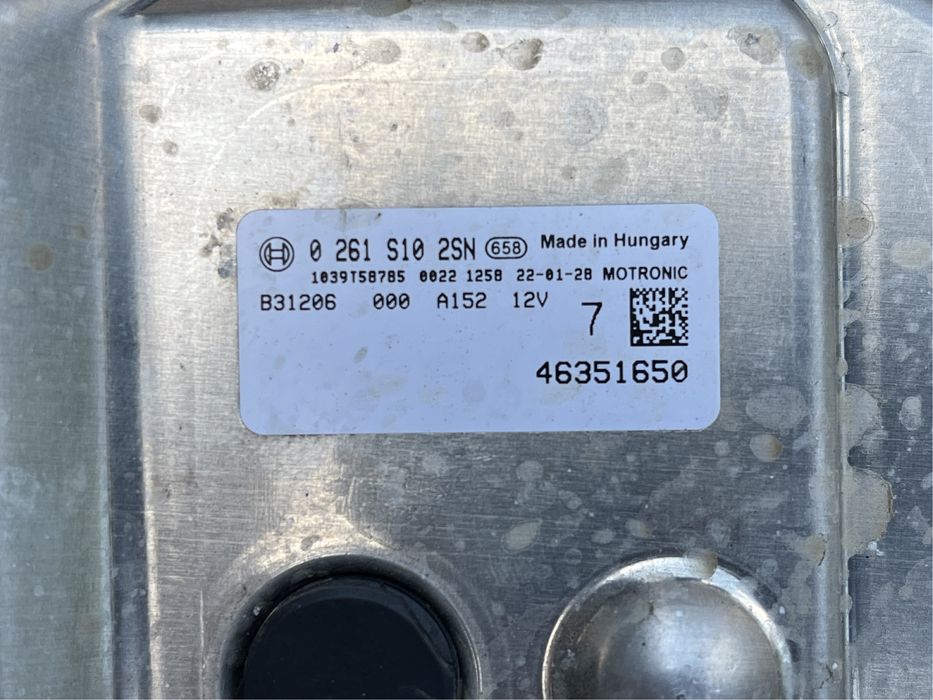 0 261 S10 2SN 658 Made in Hungary
1039T58785 0022 1258 22-01-28 MOTRONIC
B31206 000 A152 12V 7
46351650